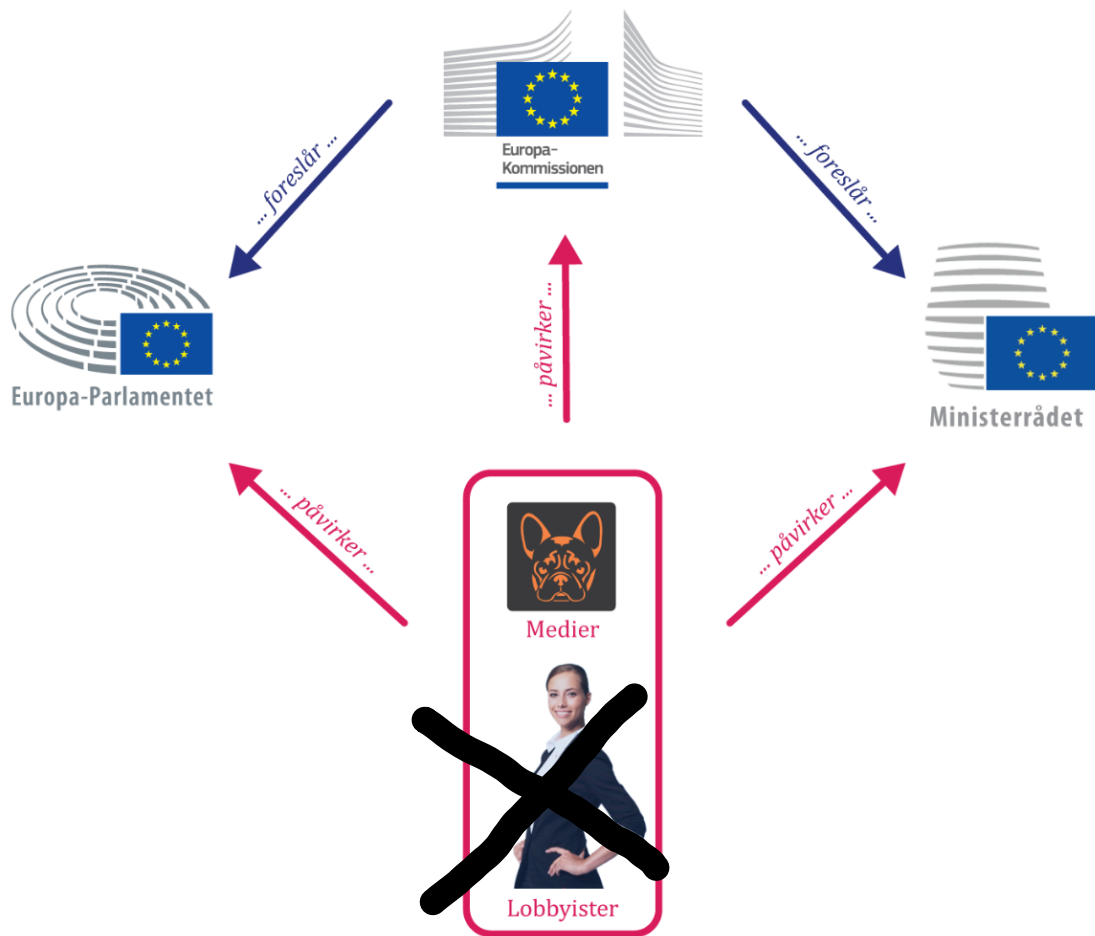 Europa-
Kommissionen
... foreslår ...
... foreslår ...
... påvirker ...
Europa-Parlamentet
Ministerrådet
... påvirker ...
... påvirker ...
Medier
Lobbyister